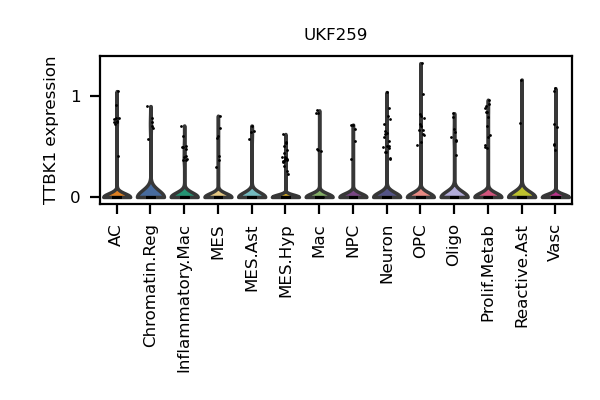 UKF259
TTBK1 expression
1
0
AC
Chromatin.Reg
Inflammatory.Mac
MES
MES.Ast
MES.Hyp
Mac
NPC
Neuron
OPC
Oligo
Prolif.Metab
Reactive.Ast
Vasc